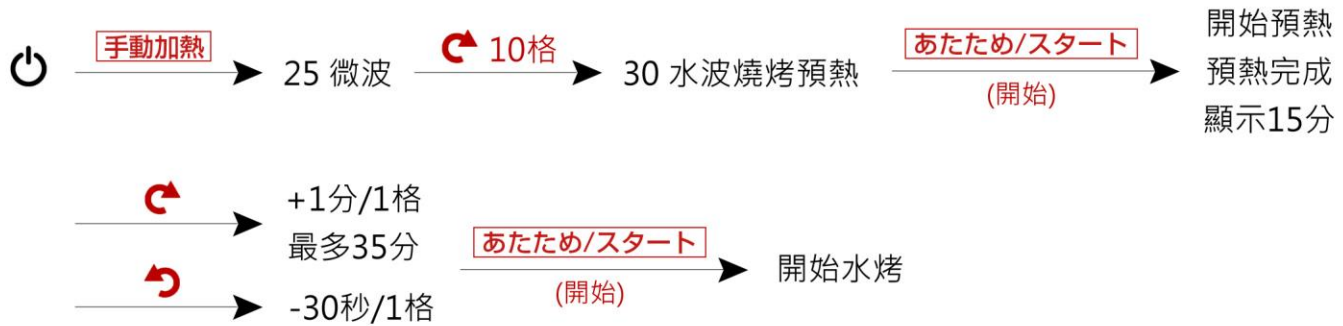 手動加熱
25 微波
10格
30 水波燒烤預熱
あたため/スタート
(開始)
開始預熱
預熱完成
顯示15分
+1分/1格
最多35分
-30秒/1格
あたため/スタート
(開始)
開始水烤